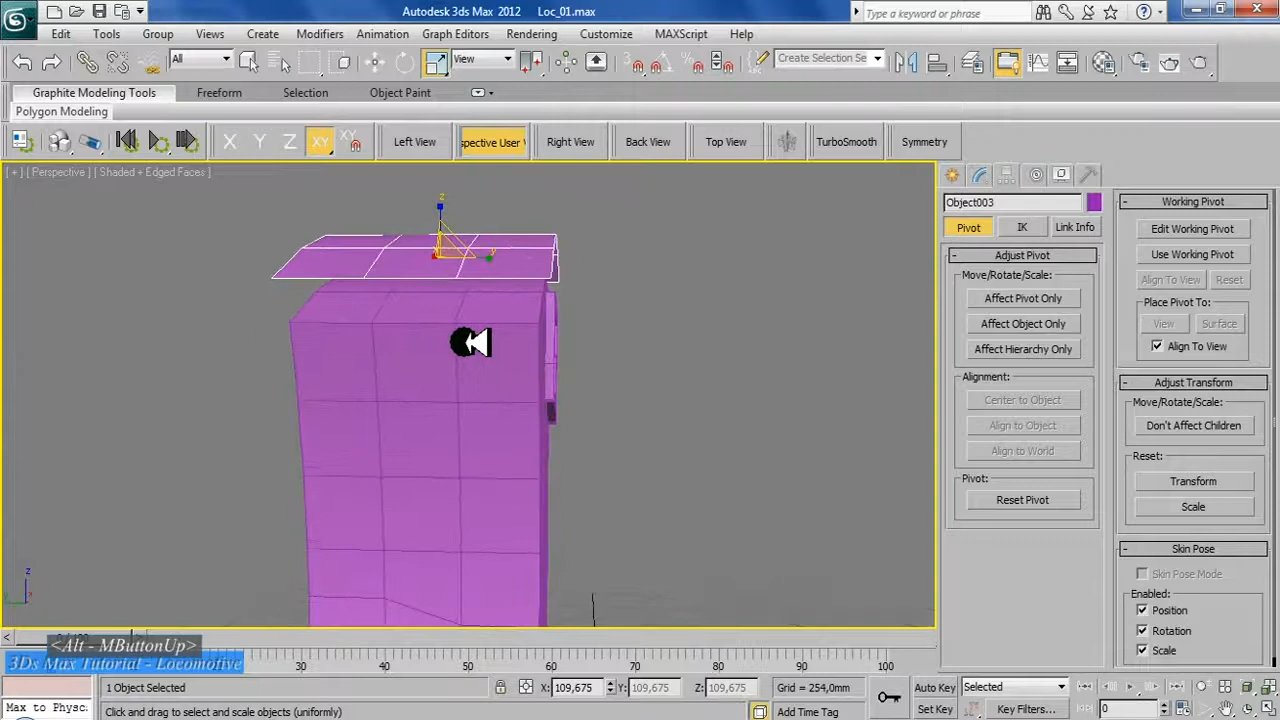 Autodesk 3ds Max 2012 Loc_01.max
Type a keyword or phrase
Edit Tools Group Views Create Modifiers Animation Graph Editors Rendering Customize MAXScript Help
All View Create Selection Se
Graphite Modeling Tools Freeform Selection Object Paint
Polygon Modeling
X Y Z XY XY Left View spective User V Right View Back View Top View TurboSmooth Symmetry
[ + ] [ Perspective ] [ Shaded + Edged Faces ]
Object003
Pivot IK Link Info
- Adjust Pivot
Move/Rotate/Scale:
Affect Pivot Only
Affect Object Only
Affect Hierarchy Only
Alignment:
Center to Object
Align to Object
Align to World
Pivot:
Reset Pivot
- Working Pivot
Edit Working Pivot
Use Working Pivot
Align To View Reset
Place Pivot To:
View Surface
Align To View
- Adjust Transform
Move/Rotate/Scale:
Don't Affect Children
Reset:
Transform
Scale
- Skin Pose
Skin Pose Mode
Enabled:
Position
Rotation
Scale
z
z
<Alt - MButtonUp>
3Ds Max Tutorial - Locomotive
30 40 50 60 70 80 90 100
1 Object Selected X: 109,675 Y: 109,675 Z: 109,675 Grid = 254,0mm Auto Key Selected
Max to Physc Click and drag to select and scale objects (uniformly) Add Time Tag Set Key Key Filters... 0